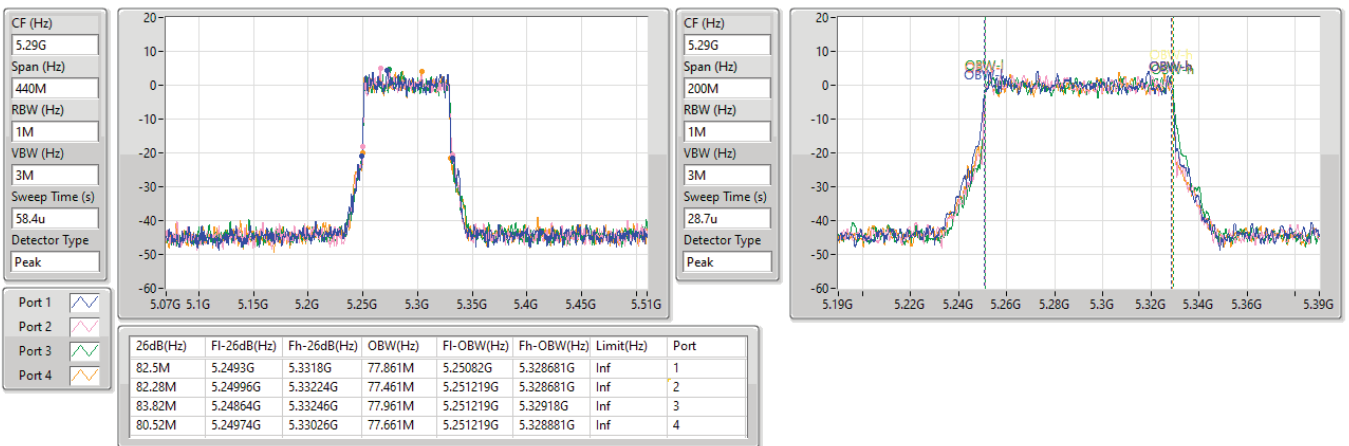 CF (Hz)
5.29G
Span (Hz)
440M
RBW (Hz)
1M
VBW (Hz)
3M
Sweep Time (s)
58.4u
Detector Type
Peak
20
10
0
-10
-20
-30
-40
-50
-60
5.07G 5.1G 5.15G 5.2G 5.25G 5.3G 5.35G 5.4G 5.45G 5.51G
CF (Hz)
5.29G
Span (Hz)
200M
RBW (Hz)
1M
VBW (Hz)
3M
Sweep Time (s)
28.7u
Detector Type
Peak
20
10
0
-10
-20
-30
-40
-50
-60
OBW-l
OBW-h
5.19G 5.22G 5.24G 5.26G 5.28G 5.3G 5.32G 5.34G 5.36G 5.39G
Port 1
Port 2
Port 3
Port 4
26dB(Hz) Fl-26dB(Hz) Fh-26dB(Hz) OBW(Hz) Fl-OBW(Hz) Fh-OBW(Hz) Limit(Hz) Port
82.5M 5.2493G 5.3318G 77.861M 5.25082G 5.328681G Inf 1
82.28M 5.24996G 5.33224G 77.461M 5.251219G 5.328681G Inf 2
83.82M 5.24864G 5.33246G 77.961M 5.251219G 5.32918G Inf 3
80.52M 5.24974G 5.33026G 77.661M 5.251219G 5.328881G Inf 4